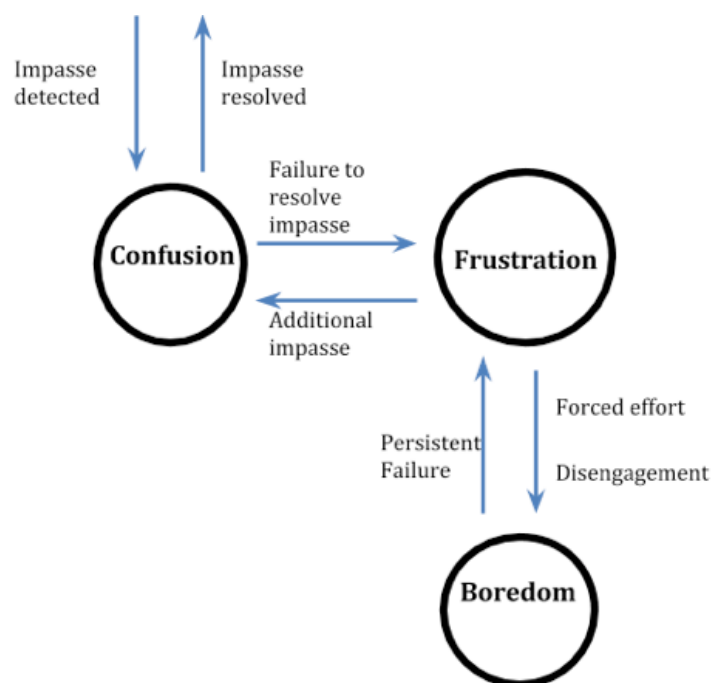 Impasse
detected
Impasse
resolved
Failure to
resolve
impasse
Confusion
Frustration
Additional
impasse
Persistent
Failure
Forced effort
Disengagement
Boredom